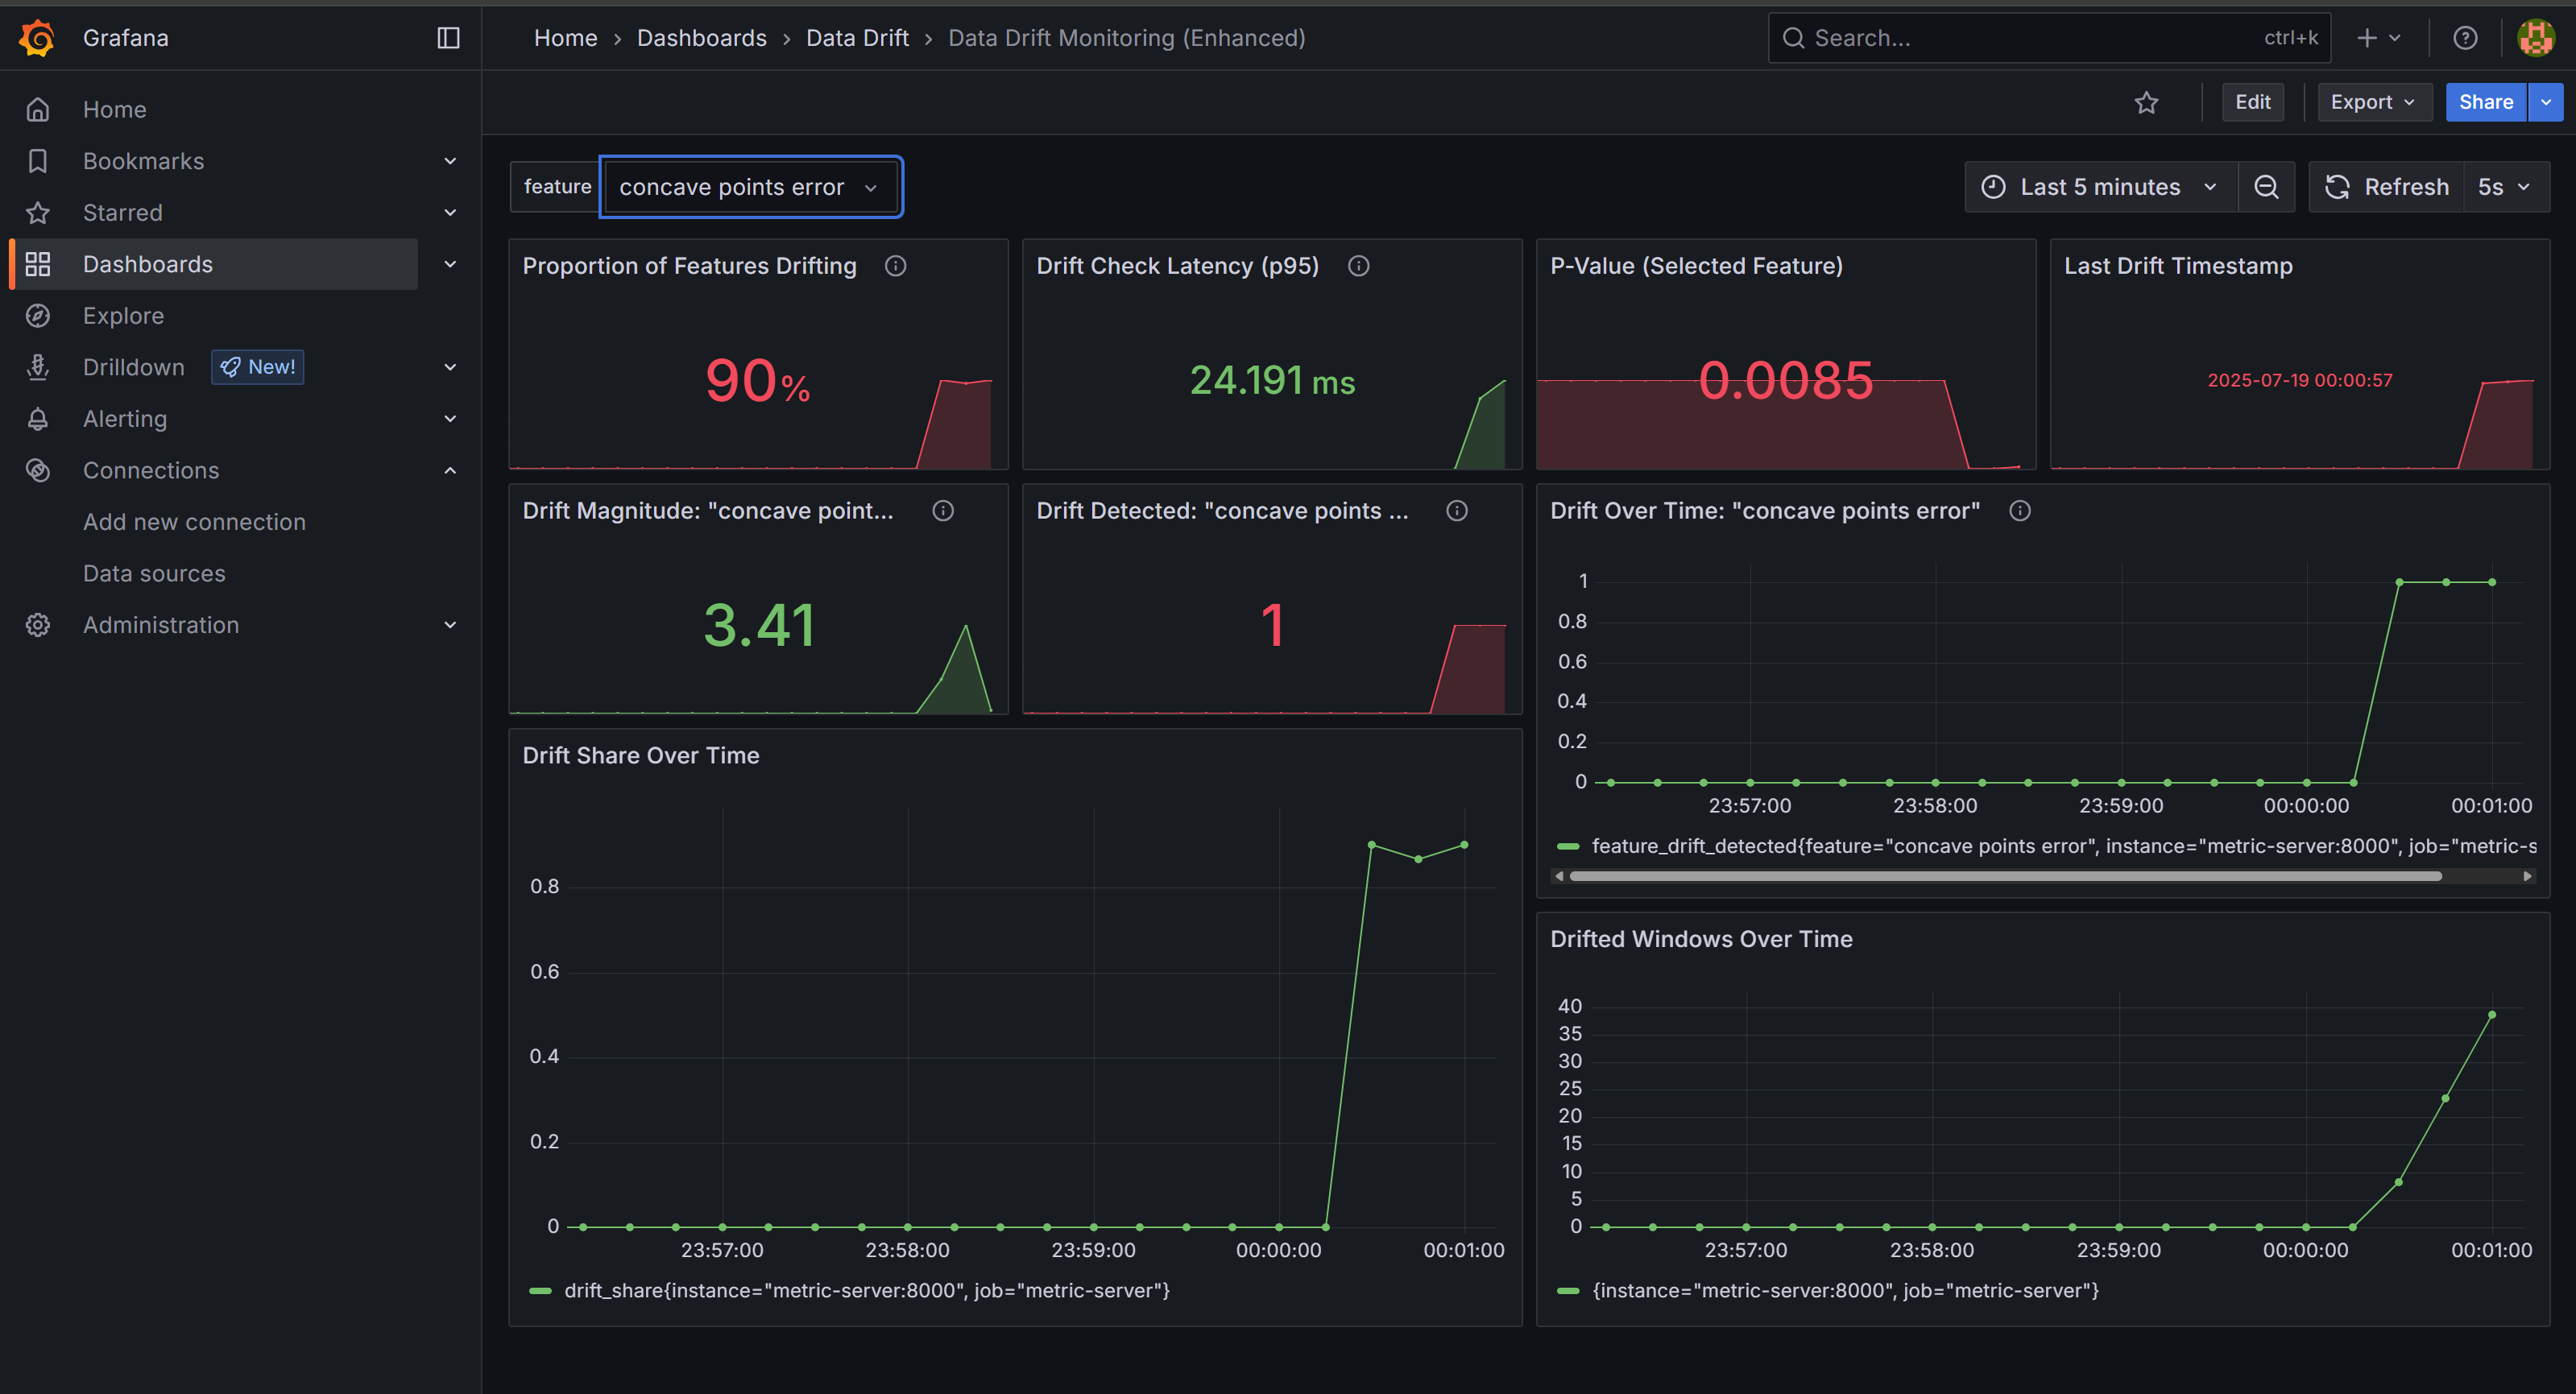 Grafana
Home › Dashboards › Data Drift › Data Drift Monitoring (Enhanced)
Search...
ctrl+k
Edit
Export
Share
Home
Bookmarks
Starred
Dashboards
Explore
Drilldown
New!
Alerting
Connections
Add new connection
Data sources
Administration
feature
concave points error
Last 5 minutes
Refresh
5s
Proportion of Features Drifting
90%
Drift Check Latency (p95)
24.191 ms
P-Value (Selected Feature)
0.0085
Last Drift Timestamp
2025-07-19 00:00:57
Drift Magnitude: "concave point...
3.41
Drift Detected: "concave points ...
1
Drift Over Time: "concave points error"
1
0.8
0.6
0.4
0.2
0
23:57:00 23:58:00 23:59:00 00:00:00 00:01:00
feature_drift_detected{feature="concave points error", instance="metric-server:8000", job="metric-s
Drift Share Over Time
0.8
0.6
0.4
0.2
0
23:57:00 23:58:00 23:59:00 00:00:00 00:01:00
drift_share{instance="metric-server:8000", job="metric-server"}
Drifted Windows Over Time
40
35
30
25
20
15
10
5
0
23:57:00 23:58:00 23:59:00 00:00:00 00:01:00
{instance="metric-server:8000", job="metric-server"}